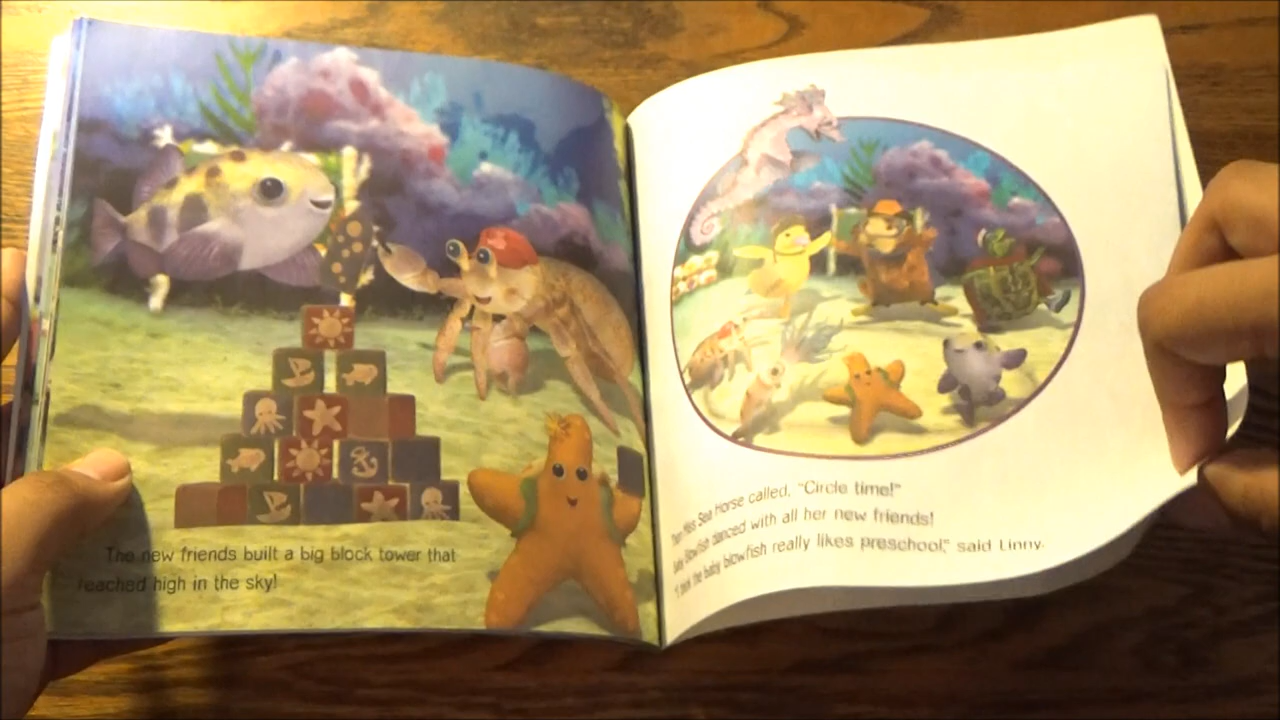 The new friends built a big block tower that
reached high in the sky!
Then Miss Sea Horse called, "Circle time!"
Baby Blowfish danced with all her new friends!
"I think the baby blowfish really likes preschool," said Linny.